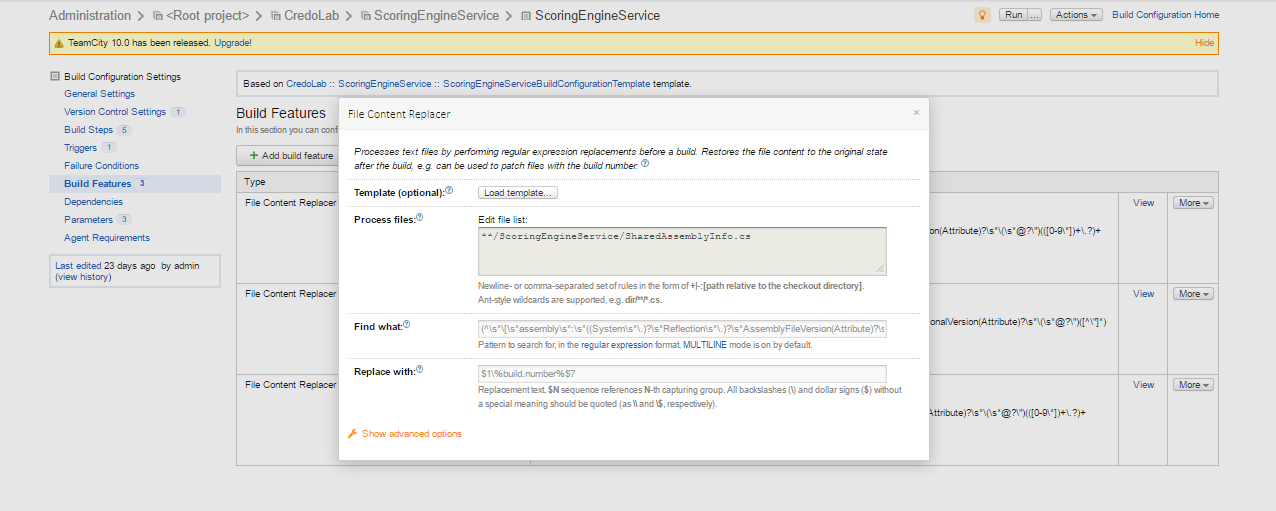 Administration > <Root project> > CredoLab > ScoringEngineService > ScoringEngineService
Run ... Actions Build Configuration Home
TeamCity 10.0 has been released. Upgrade! Hide
Build Configuration Settings
General Settings
Version Control Settings 1
Build Steps 5
Triggers 1
Failure Conditions
Build Features 3
Dependencies
Parameters 3
Agent Requirements
Last edited 23 days ago by admin
(view history)
Based on CredoLab :: ScoringEngineService :: ScoringEngineServiceBuildConfigurationTemplate template.
Build Features
In this section you can conf
+ Add build feature
Type
File Content Replacer
on(Attribute)?\s*\(\s*@?\")(([0-9\*])+\.?)+
View More
File Content Replacer
onalVersion(Attribute)?\s*\(\s*@?\")([^\"]*)
View More
File Content Replacer
Attribute)?\s*\(\s*@?\")(([0-9\*])+\.?)+
View More
File Content Replacer
×
Processes text files by performing regular expression replacements before a build. Restores the file content to the original state
after the build, e.g. can be used to patch files with the build number.
Template (optional): Load template...
Process files: Edit file list:
**/ScoringEngineService/SharedAssemblyInfo.cs
Newline- or comma-separated set of rules in the form of +|-:[path relative to the checkout directory].
Ant-style wildcards are supported, e.g. dir/**/*.cs.
Find what: (^\s*\[\s*assembly\s*:\s*((System\s*\.)?\s*Reflection\s*\.)?\s*AssemblyFileVersion(Attribute)?\s
Pattern to search for, in the regular expression format. MULTILINE mode is on by default.
Replace with: $1\%build.number%$7
Replacement text. $N sequence references N-th capturing group. All backslashes (\) and dollar signs ($) without
a special meaning should be quoted (as \\ and \$, respectively).
Show advanced options